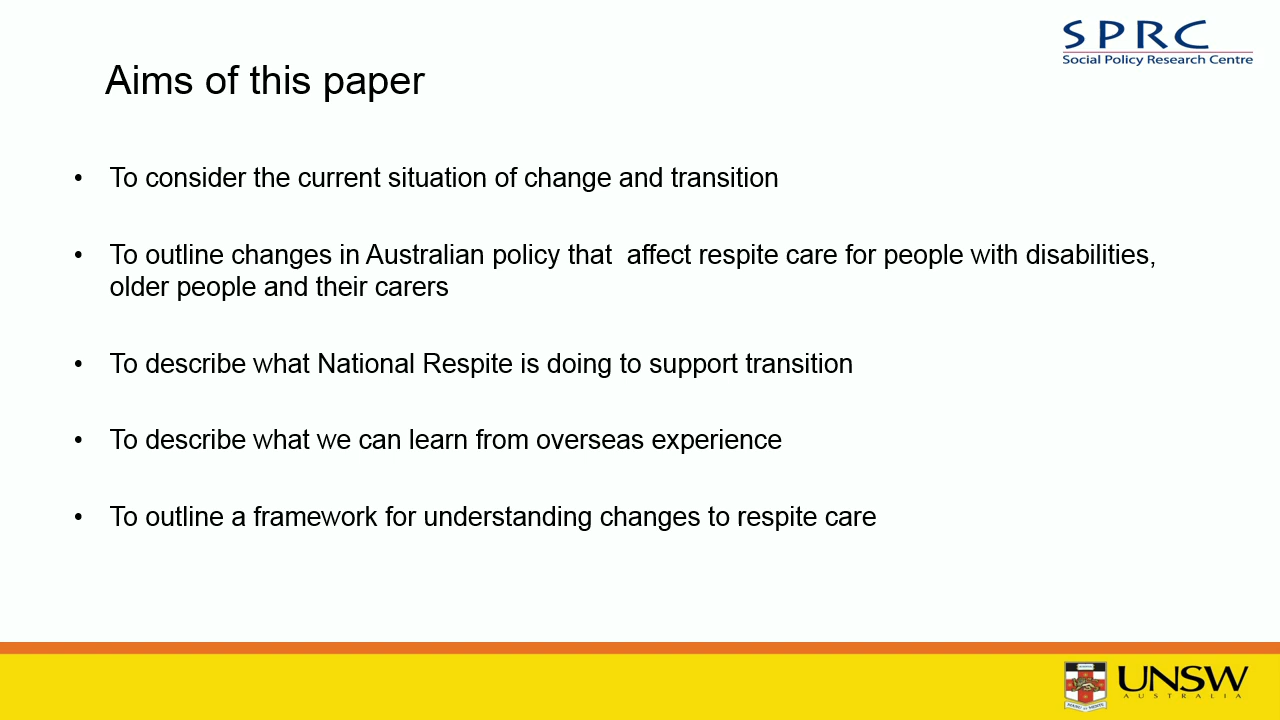 SPRC
Social Policy Research Centre
Aims of this paper
• To consider the current situation of change and transition
• To outline changes in Australian policy that  affect respite care for people with disabilities,
older people and their carers
• To describe what National Respite is doing to support transition
• To describe what we can learn from overseas experience
• To outline a framework for understanding changes to respite care
UNSW
AUSTRALIA